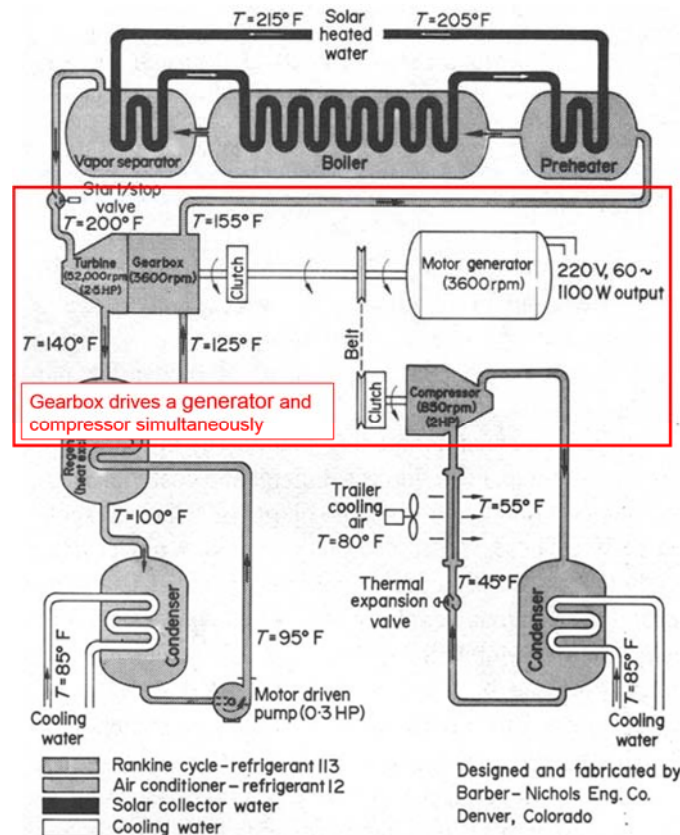 T=215°F
Solar
heated
water
T=205°F
Vapor separator
Boiler
Preheater
Start/stop
valve
T=200°F
T=155°F
Turbine
(52,000rpm)
(2·5HP)
Gearbox
(3600rpm)
Clutch
Motor generator
(3600rpm)
220V, 60~
1100W output
T=140°F
T=125°F
Belt
Clutch
Compressor
(850rpm)
(2HP)
Gearbox drives a generator and
compressor simultaneously
T=100°F
Trailer
cooling
air
T=80°F
T=55°F
T=45°F
Thermal
expansion
valve
Condenser
T=95°F
Condenser
T=85°F
T=85°F
Motor driven
pump (0·3 HP)
Cooling
water
Cooling
water
Rankine cycle-refrigerant 113
Air conditioner-refrigerant 12
Solar collector water
Cooling water
Designed and fabricated by
Barber-Nichols Eng. Co.
Denver, Colorado